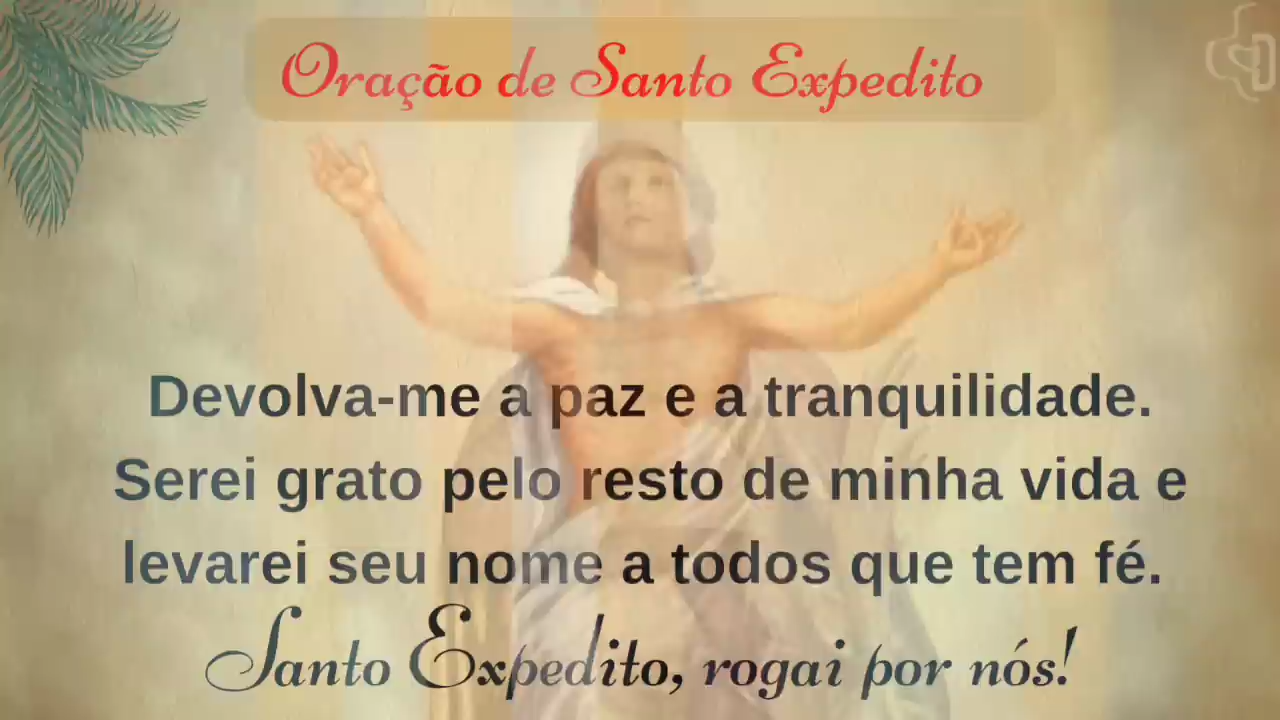 Oração de Santo Expedito
Devolva-me a paz e a tranquilidade.
Serei grato pelo resto de minha vida e
levarei seu nome a todos que tem fé.
Santo Expedito, rogai por nós!